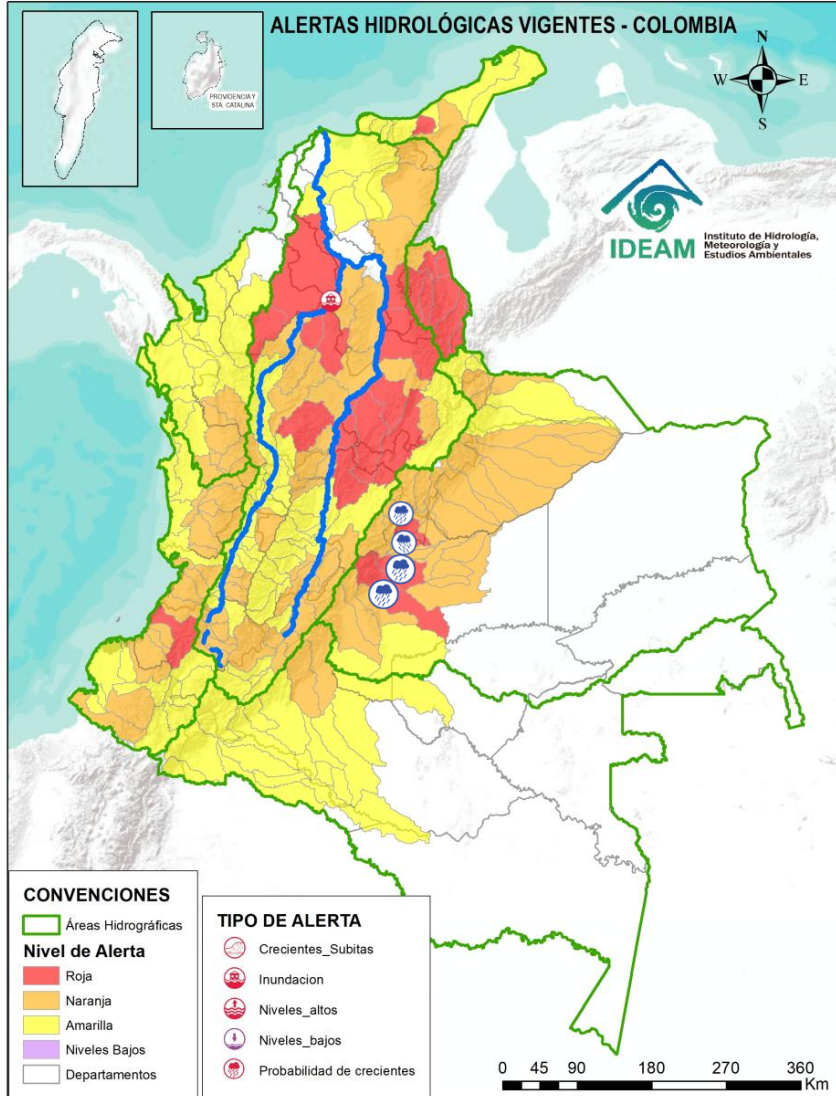 ALERTAS HIDROLÓGICAS VIGENTES - COLOMBIA
PROVIDENCIA Y
STA. CATALINA
N
W
E
S
IDEAM
Instituto de Hidrología,
Meteorología y
Estudios Ambientales
CONVENCIONES
Áreas Hidrográficas
Nivel de Alerta
Roja
Naranja
Amarilla
Niveles Bajos
Departamentos
TIPO DE ALERTA
Crecientes_Subitas
Inundacion
Niveles_altos
Niveles_bajos
Probabilidad de crecientes
0 45 90 180 270 360
Km